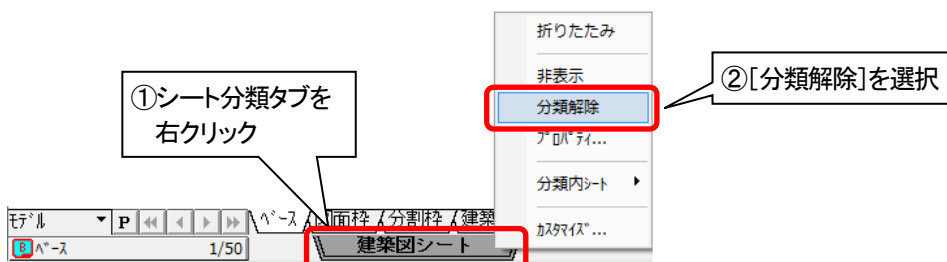 折りたたみ
非表示
分類解除
ﾌﾟﾛﾊﾟﾃｨ...
分類内ｼｰﾄ
ｶｽﾀﾏｲｽﾞ...
②[分類解除]を選択
①シート分類タブを
右クリック
ﾓﾃﾞﾙ P ﾍﾞｰｽ 図面枠 分割枠 建築
B ﾍﾞｰｽ 1/50 建築図シート